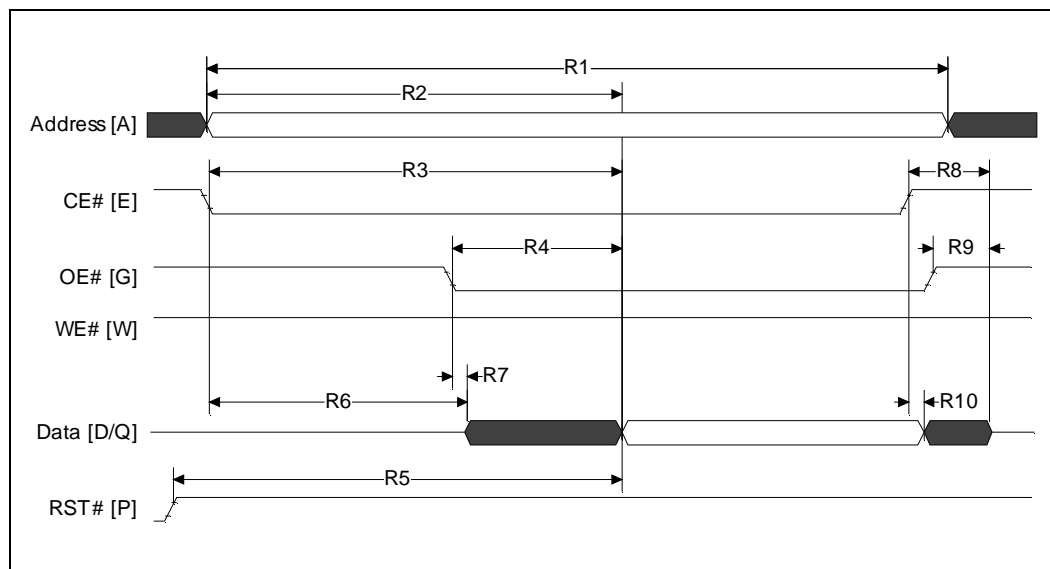 R1
R2
Address [A]
R3
R8
CE# [E]
R4
R9
OE# [G]
WE# [W]
R7
R6
R10
Data [D/Q]
R5
RST# [P]